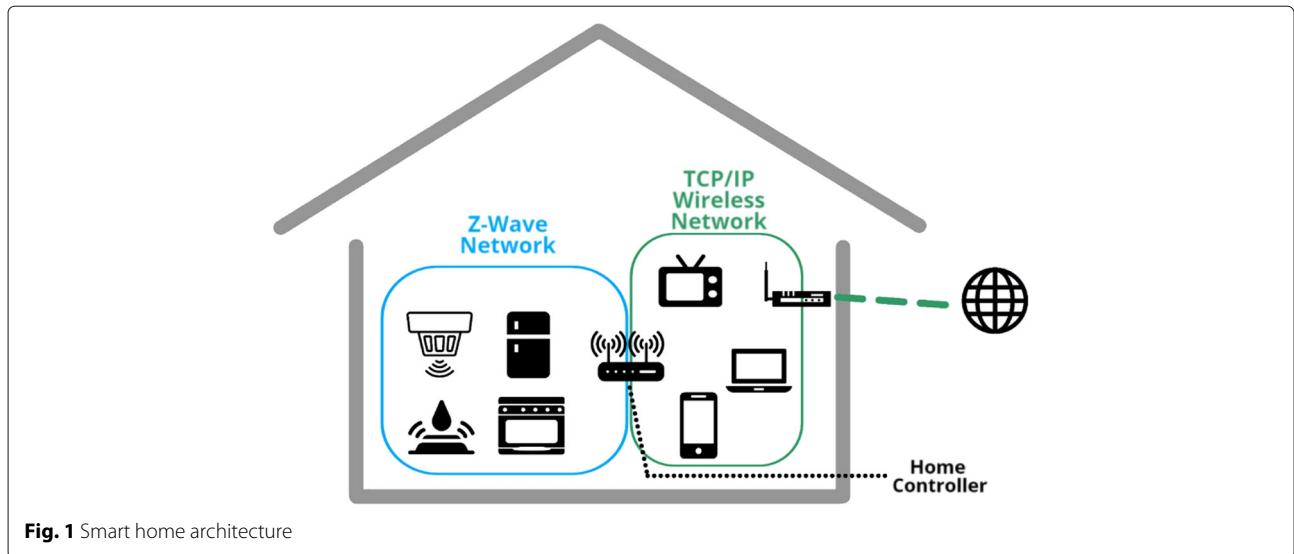 TCP/IP
Wireless
Network
Z-Wave
Network
Home
Controller
Fig. 1 Smart home architecture